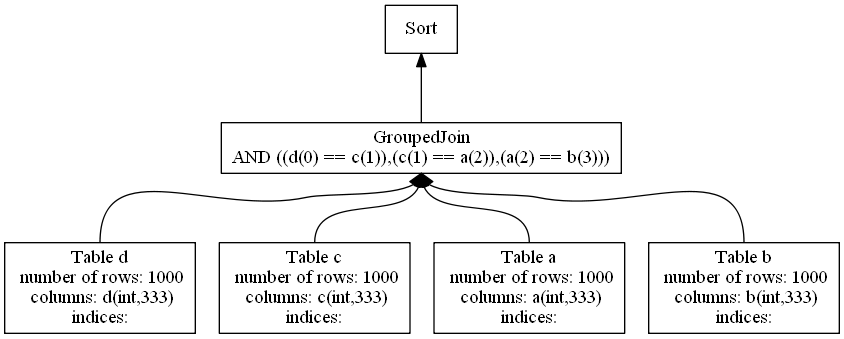 Sort
GroupedJoin
AND ((d(0) == c(1)),(c(1) == a(2)),(a(2) == b(3)))
Table d
number of rows: 1000
columns: d(int,333)
indices:
Table c
number of rows: 1000
columns: c(int,333)
indices:
Table a
number of rows: 1000
columns: a(int,333)
indices:
Table b
number of rows: 1000
columns: b(int,333)
indices: